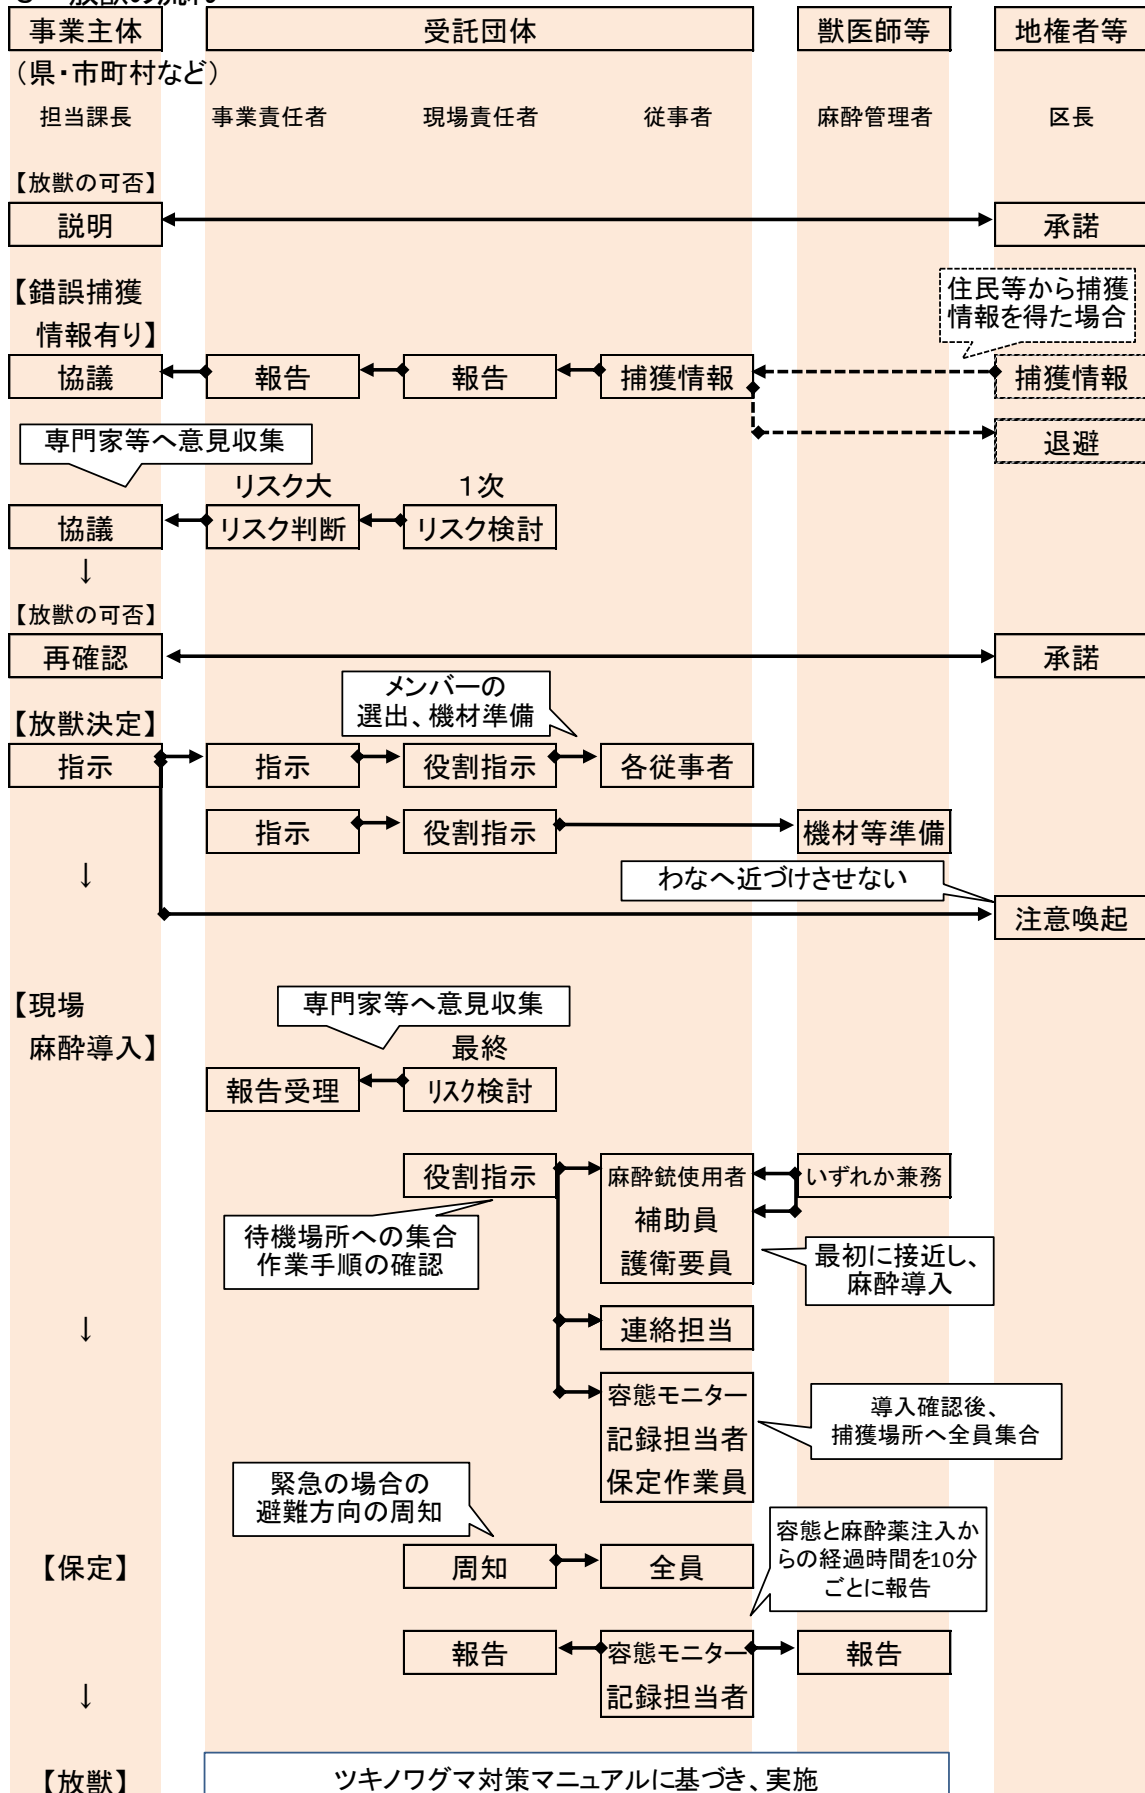 事業主体 受託団体 獣医師等 地権者等
（県・市町村など）
担当課長 事業責任者 現場責任者 従事者 麻酔管理者 区長
【放獣の可否】
説明 承諾
住民等から捕獲
情報を得た場合
【錯誤捕獲
情報有り】
協議 報告 報告 捕獲情報 捕獲情報
退避
専門家等へ意見収集
リスク大 1次
協議 リスク判断 リスク検討
↓
【放獣の可否】
再確認 承諾
メンバーの
選出、機材準備
【放獣決定】
指示 指示 役割指示 各従事者
指示 役割指示 機材等準備
↓
わなへ近づけさせない
注意喚起
【現場
麻酔導入】
専門家等へ意見収集
最終
報告受理 リスク検討
役割指示 麻酔銃使用者 いずれか兼務
補助員
護衛要員
待機場所への集合
作業手順の確認
最初に接近し、
麻酔導入
↓
連絡担当
容態モニター
記録担当者
保定作業員
導入確認後、
捕獲場所へ全員集合
緊急の場合の
避難方向の周知
容態と麻酔薬注入か
らの経過時間を10分
ごとに報告
【保定】 周知 全員
報告 容態モニター 報告
記録担当者
↓
【放獣】 ツキノワグマ対策マニュアルに基づき、実施